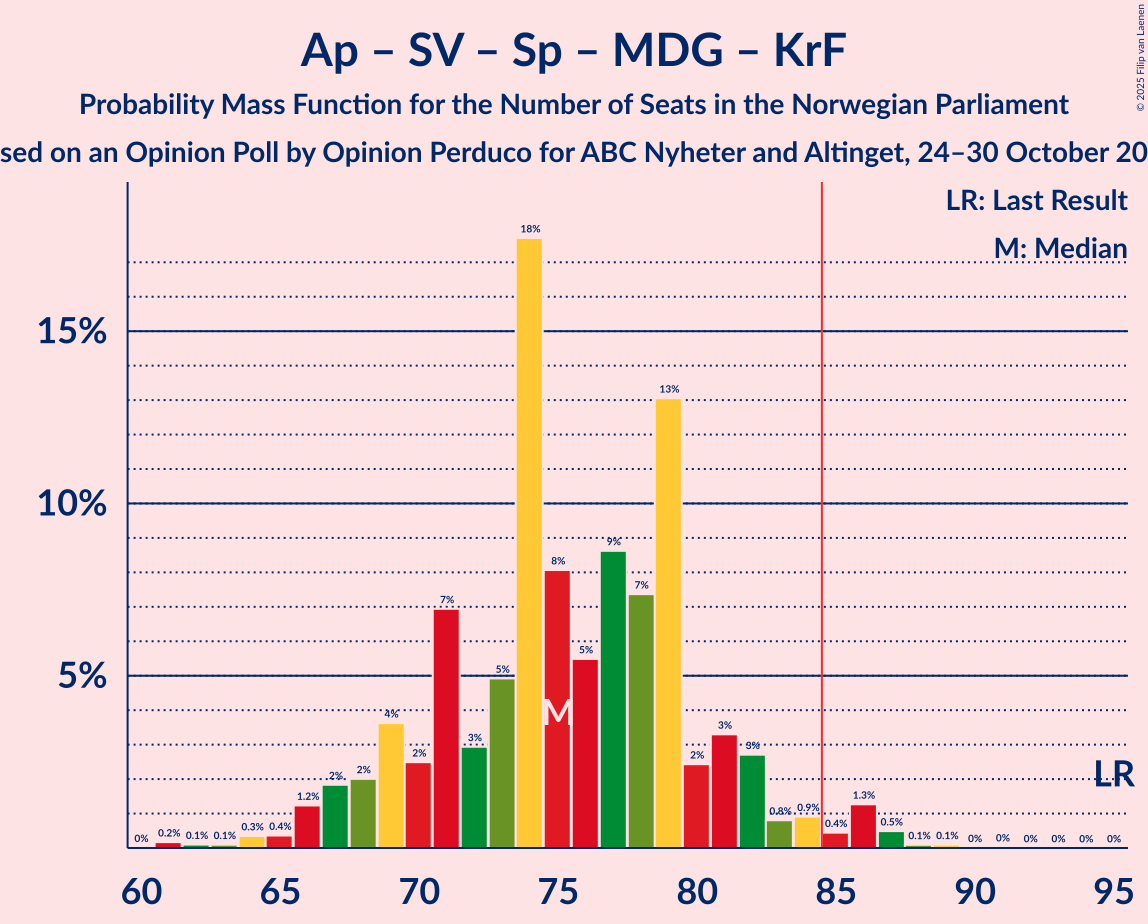 Ap – SV – Sp – MDG – KrF
Probability Mass Function for the Number of Seats in the Norwegian Parliament
sed on an Opinion Poll by Opinion Perduco for ABC Nyheter and Altinget, 24–30 October 20
© 2025 Filip van Laenen
LR: Last Result
M: Median
15%
10%
5%
0% 0.2% 0.1% 0.1% 0.3% 0.4% 1.2% 2% 2% 4% 2% 7% 3% 5% 18% 8% 5% 9% 7% 13% 2% 3% 3% 0.8% 0.9% 0.4% 1.3% 0.5% 0.1% 0.1% 0% 0% 0% 0% 0% 0%
M
LR
60 65 70 75 80 85 90 95